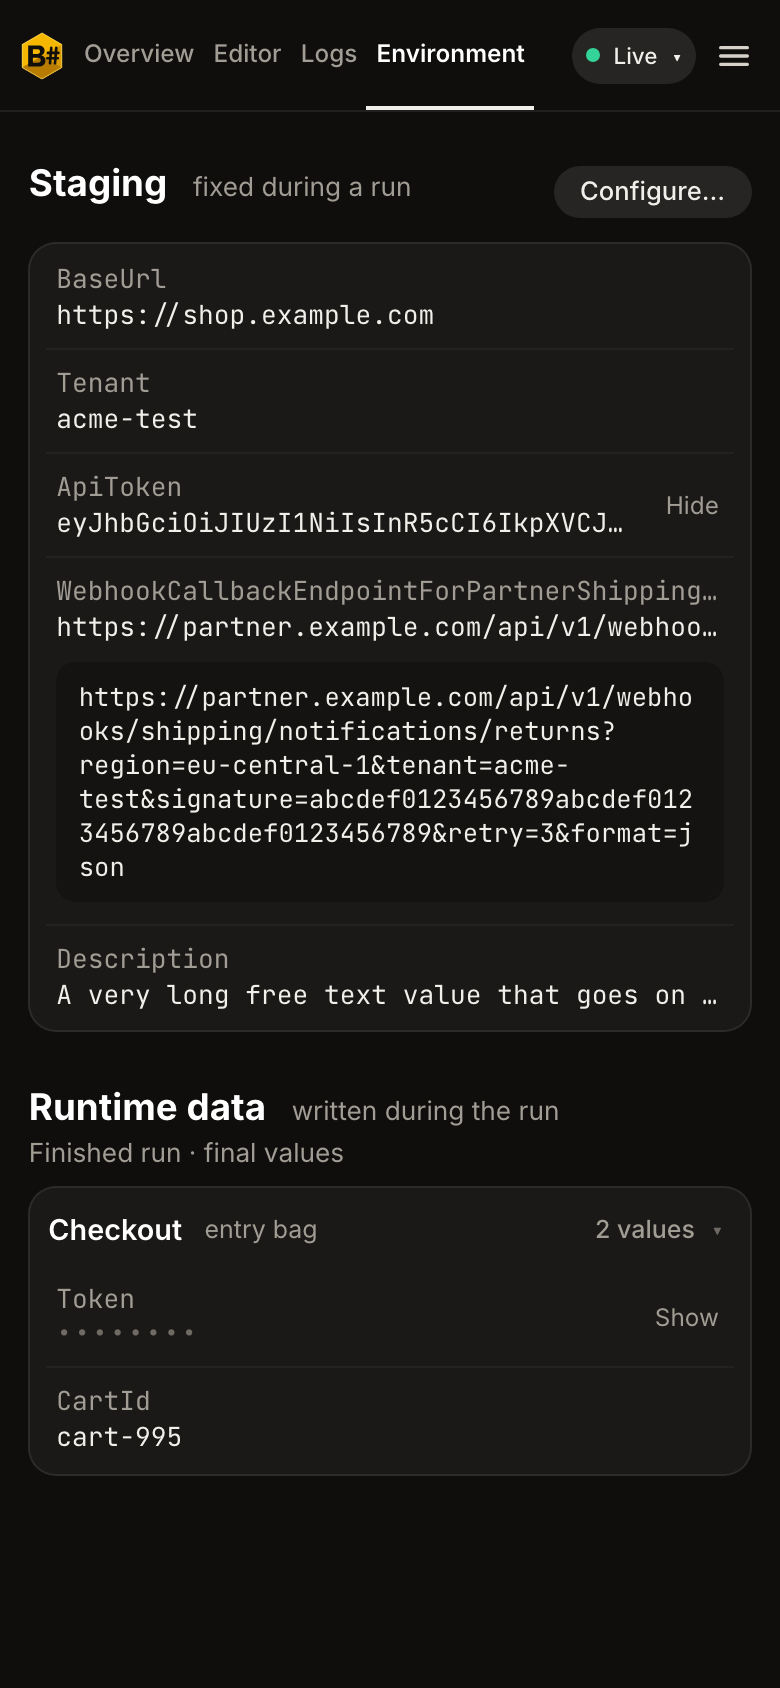 B#
Overview Editor Logs Environment Live ▾
Staging fixed during a run Configure...
BaseUrl
https://shop.example.com
Tenant
acme-test
ApiToken
eyJhbGciOiJIUzI1NiIsInR5cCI6IkpXVCJ… Hide
WebhookCallbackEndpointForPartnerShipping…
https://partner.example.com/api/v1/webhoo…
https://partner.example.com/api/v1/webho
oks/shipping/notifications/returns?
region=eu-central-1&tenant=acme-
test&signature=abcdef0123456789abcdef012
3456789abcdef0123456789&retry=3&format=j
son
Description
A very long free text value that goes on …
Runtime data written during the run
Finished run · final values
Checkout entry bag 2 values ▾
Token
•••••••• Show
CartId
cart-995